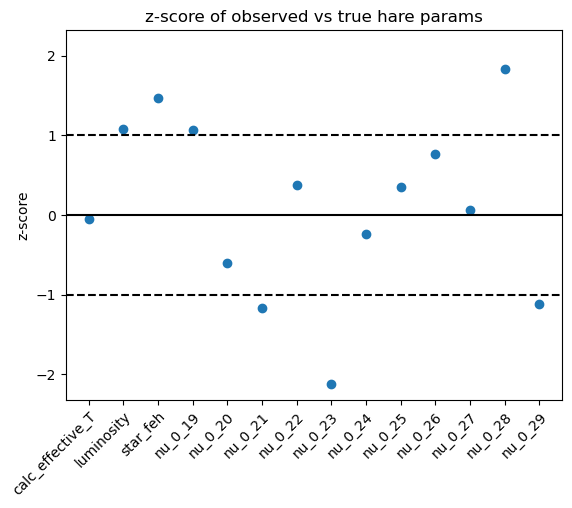 z-score of observed vs true hare params
z-score
2
1
0
−1
−2
calc_effective_T
luminosity
star_feh
nu_0_19
nu_0_20
nu_0_21
nu_0_22
nu_0_23
nu_0_24
nu_0_25
nu_0_26
nu_0_27
nu_0_28
nu_0_29